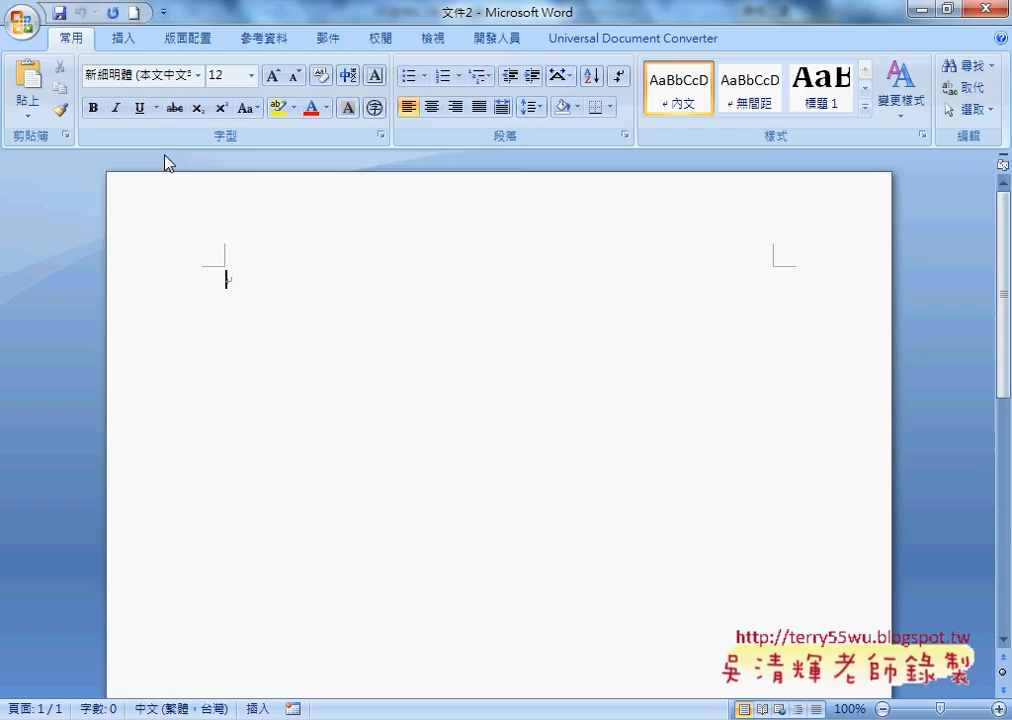 文件2 - Microsoft Word
常用 插入 版面配置 參考資料 郵件 校閱 檢視 開發人員 Universal Document Converter
新細明體 (本文中文 12
AaBbCcD AaBbCcD AaB
內文 無間距 標題 1
貼上
變更樣式
尋找
取代
選取
剪貼簿 字型 段落 樣式 編輯
http://terry55wu.blogspot.tw
吳清輝老師錄製
頁面: 1/1 字數: 0 中文 (繁體，台灣) 插入 100%